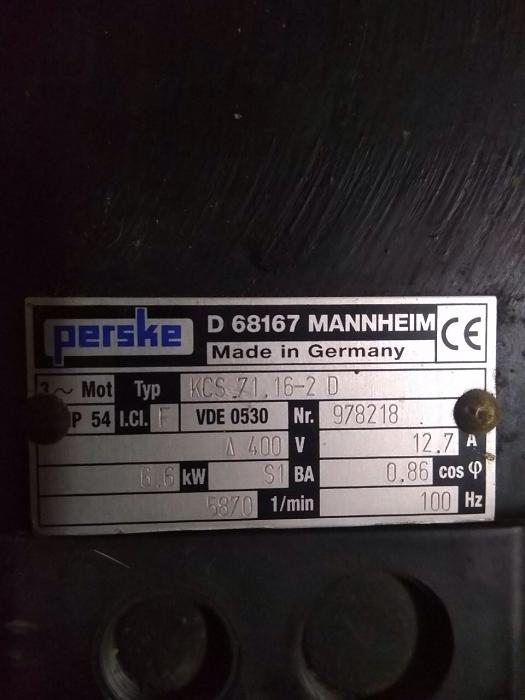 perske
D 68167 MANNHEIM
Made in Germany
CE
3~ Mot Typ KCS 71.16-2 D
P 54 I.Cl. F VDE 0530 Nr. 978218
Δ 400 V 12,7 A
6,6 kW S1 BA 0,86 cos φ
5870 1/min 100 Hz